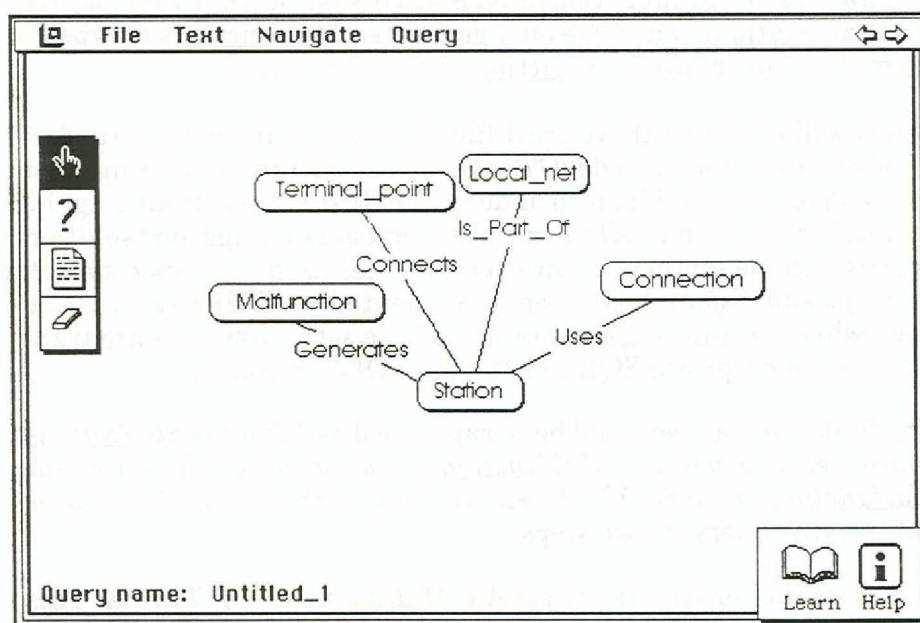 File Text Navigate Query
?
Local_net
Terminal_point
Is_Part_Of
Connects
Connection
Malfunction
Uses
Generates
Station
Query name: Untitled_1
Learn Help